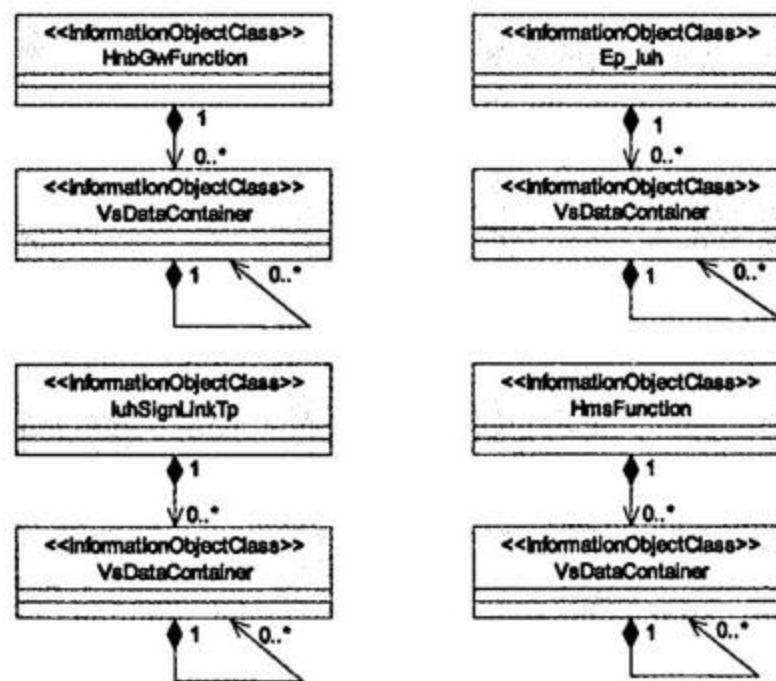 <<InformationObjectClass>>
HnbGwFunction
1
0..*
<<InformationObjectClass>>
VsDataContainer
1
0..*
<<InformationObjectClass>>
Ep_Iuh
1
0..*
<<InformationObjectClass>>
VsDataContainer
1
0..*
<<InformationObjectClass>>
IuhSignLinkTp
1
0..*
<<InformationObjectClass>>
VsDataContainer
1
0..*
<<InformationObjectClass>>
HmsFunction
1
0..*
<<InformationObjectClass>>
VsDataContainer
1
0..*